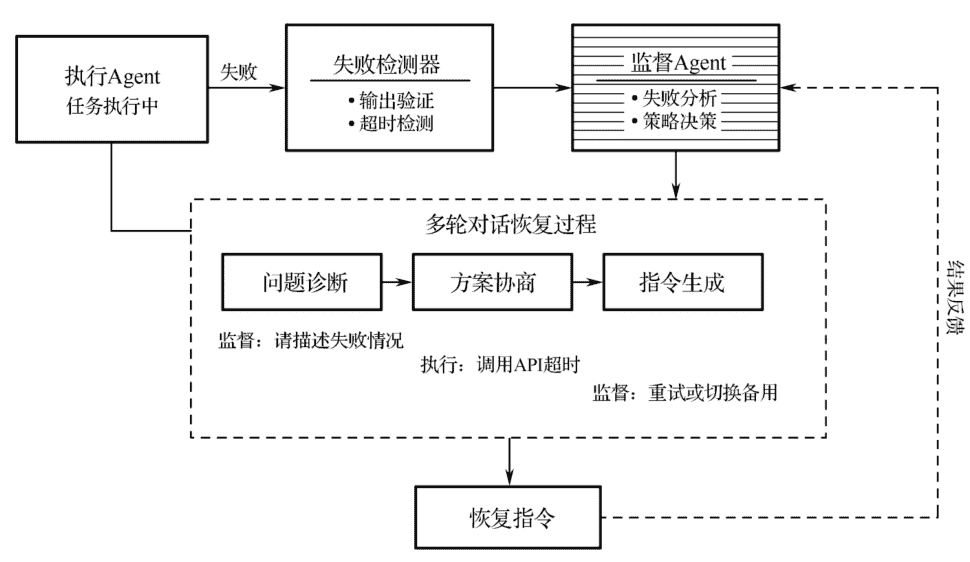 执行Agent
任务执行中
失败
失败检测器
• 输出验证
• 超时检测
监督Agent
• 失败分析
• 策略决策
多轮对话恢复过程
问题诊断
方案协商
指令生成
监督：请描述失败情况
执行：调用API超时
监督：重试或切换备用
结果反馈
恢复指令